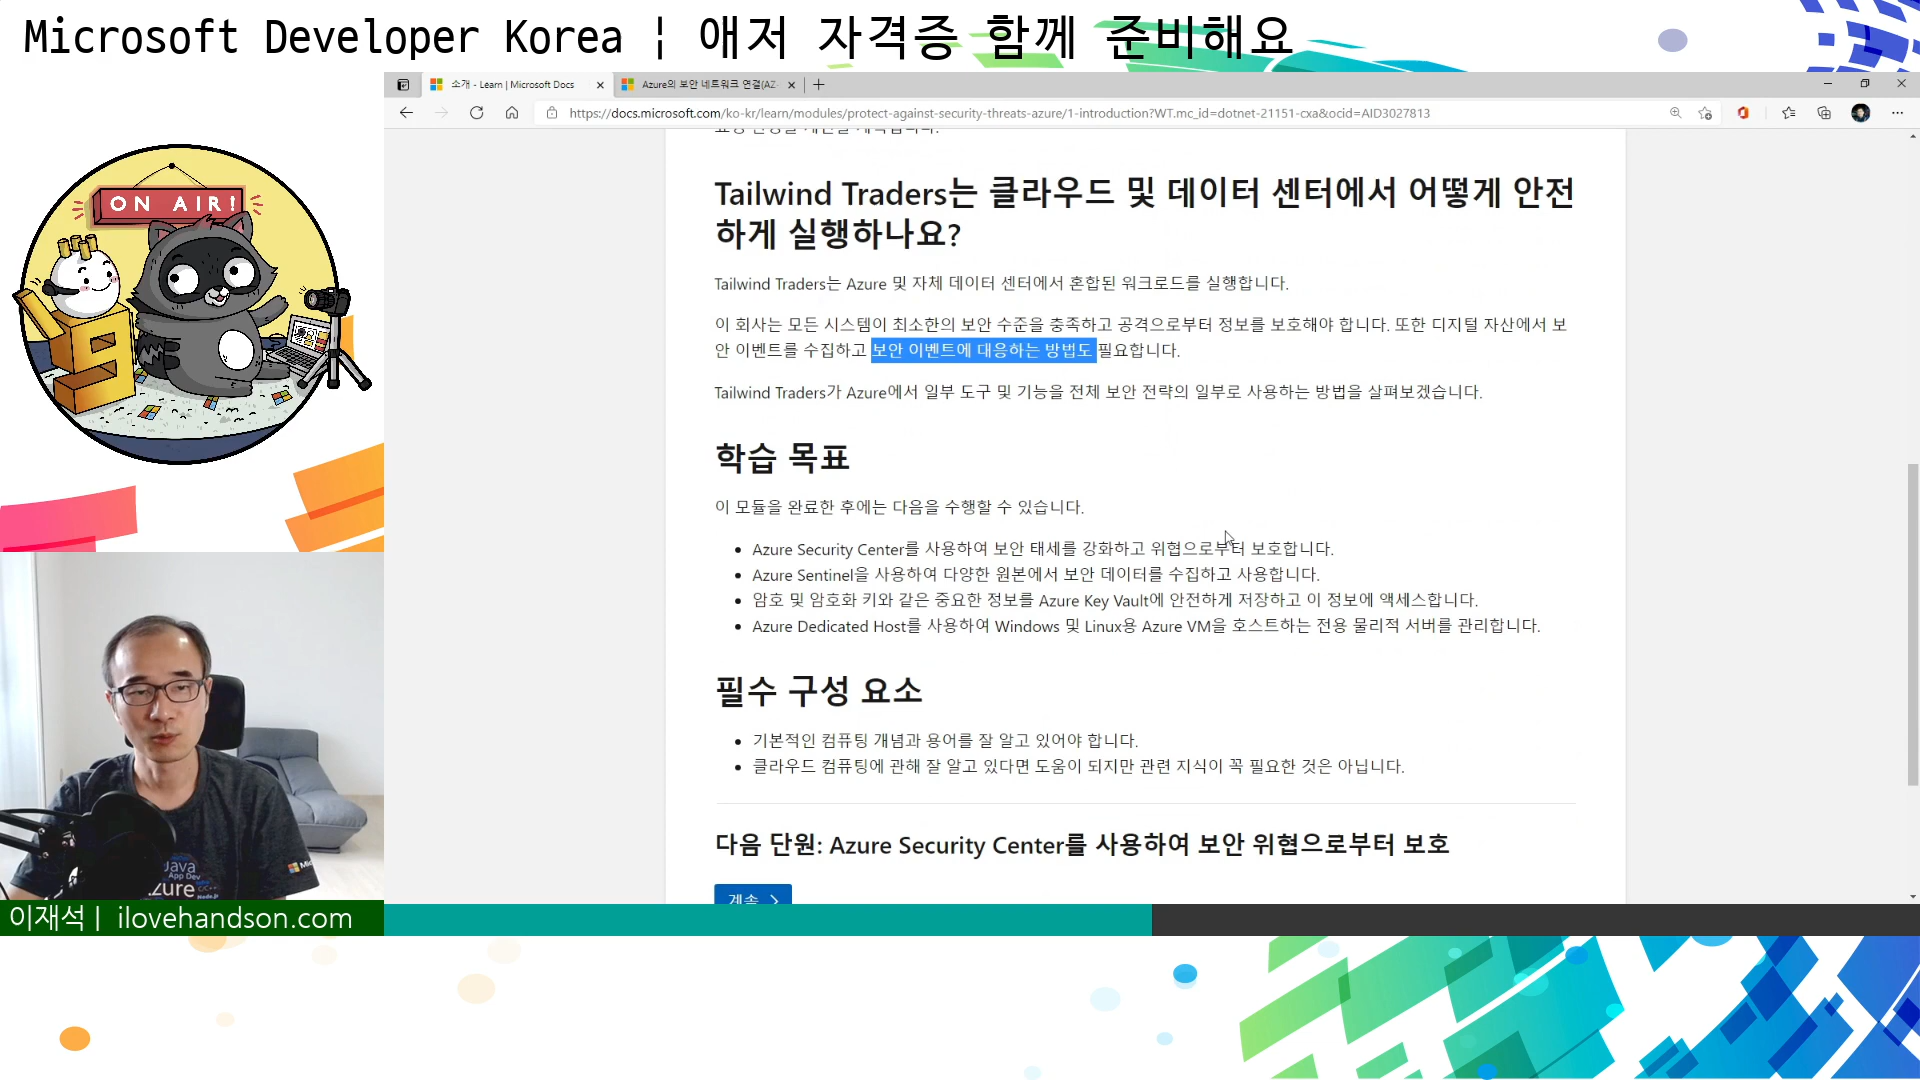 Microsoft Developer Korea | 애저 자격증 함께 준비해요
소개 - Learn | Microsoft Docs
Azure의 보안 네트워크 연결(AZ-
https://docs.microsoft.com/ko-kr/learn/modules/protect-against-security-threats-azure/1-introduction?WT.mc_id=dotnet-21151-cxa&ocid=AID3027813
Tailwind Traders는 클라우드 및 데이터 센터에서 어떻게 안전
하게 실행하나요?
Tailwind Traders는 Azure 및 자체 데이터 센터에서 혼합된 워크로드를 실행합니다.
이 회사는 모든 시스템이 최소한의 보안 수준을 충족하고 공격으로부터 정보를 보호해야 합니다. 또한 디지털 자산에서 보
안 이벤트를 수집하고 보안 이벤트에 대응하는 방법도 필요합니다.
Tailwind Traders가 Azure에서 일부 도구 및 기능을 전체 보안 전략의 일부로 사용하는 방법을 살펴보겠습니다.
학습 목표
이 모듈을 완료한 후에는 다음을 수행할 수 있습니다.
• Azure Security Center를 사용하여 보안 태세를 강화하고 위협으로부터 보호합니다.
• Azure Sentinel을 사용하여 다양한 원본에서 보안 데이터를 수집하고 사용합니다.
• 암호 및 암호화 키와 같은 중요한 정보를 Azure Key Vault에 안전하게 저장하고 이 정보에 액세스합니다.
• Azure Dedicated Host를 사용하여 Windows 및 Linux용 Azure VM을 호스트하는 전용 물리적 서버를 관리합니다.
필수 구성 요소
• 기본적인 컴퓨팅 개념과 용어를 잘 알고 있어야 합니다.
• 클라우드 컴퓨팅에 관해 잘 알고 있다면 도움이 되지만 관련 지식이 꼭 필요한 것은 아닙니다.
다음 단원: Azure Security Center를 사용하여 보안 위협으로부터 보호
계속
ON AIR!
Java
App Dev
zure
이재석 | ilovehandson.com